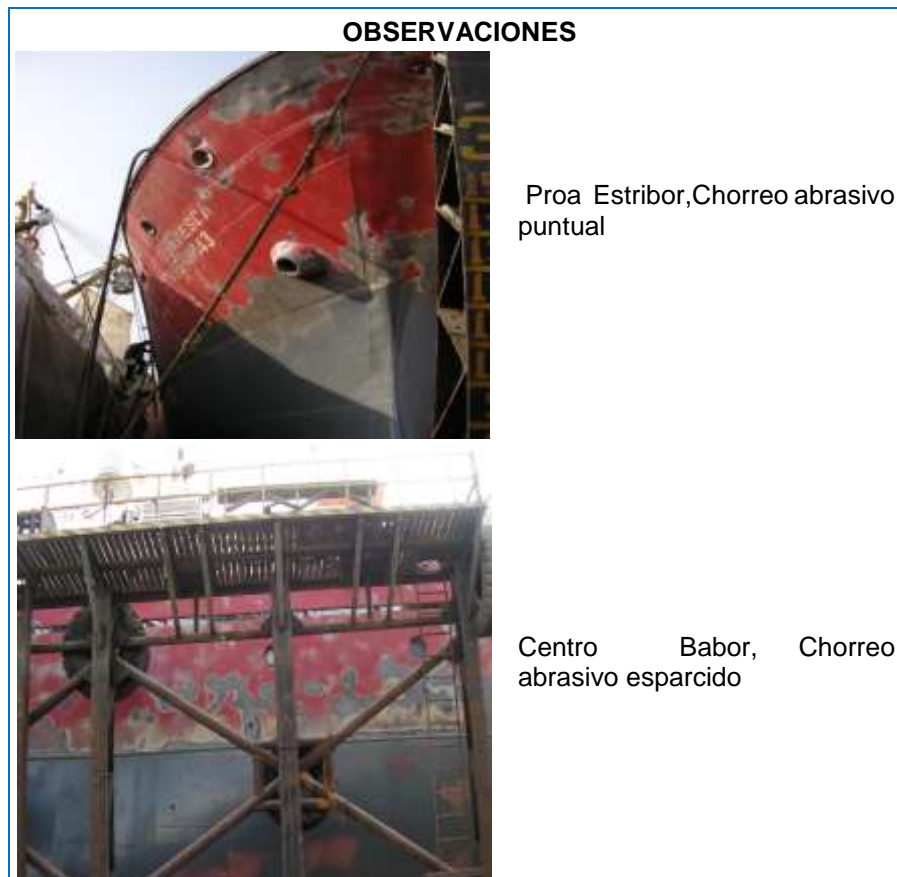 OBSERVACIONES
Proa Estribor,Chorreo abrasivo
puntual
Centro Babor, Chorreo
abrasivo esparcido